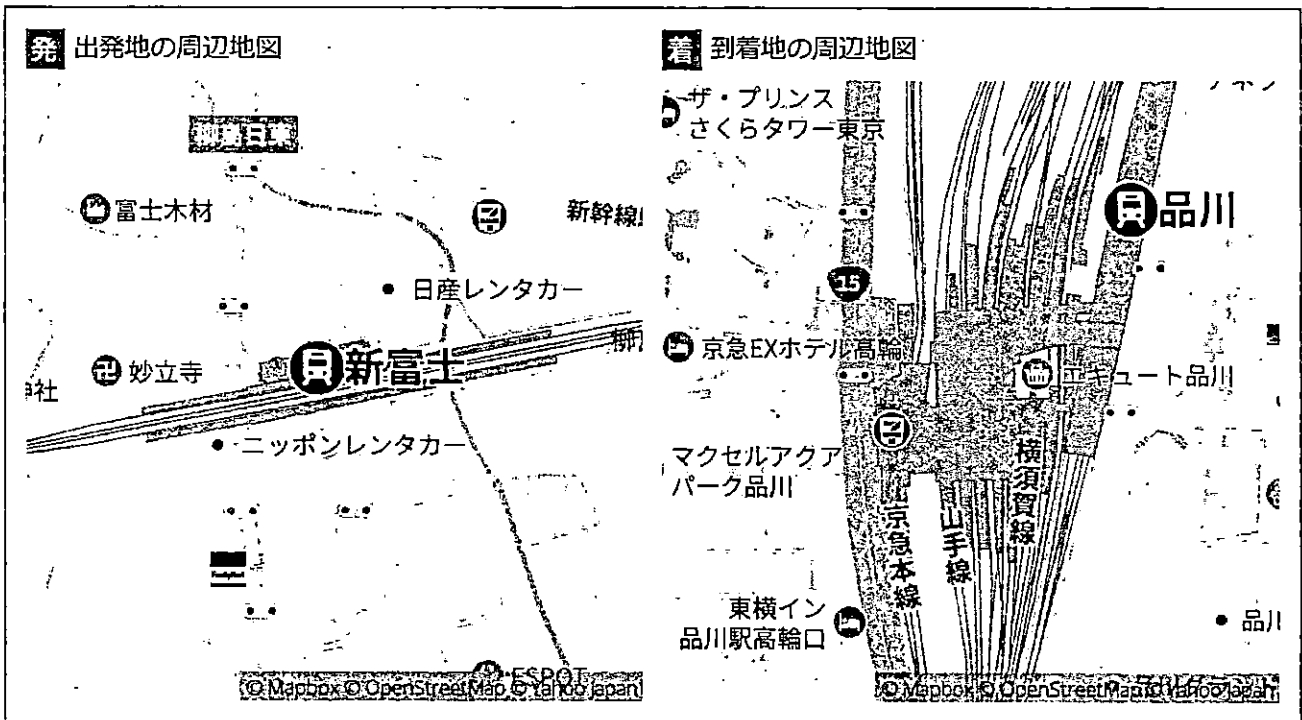 発 出発地の周辺地図
富士木材
新幹線
日産レンタカー
新富士
妙立寺
神社
ニッポンレンタカー
FamilyMart
ESPOT
© Mapbox © OpenStreetMap © Yahoo Japan
着 到着地の周辺地図
ザ・プリンス
さくらタワー東京
品川
15
京急EXホテル高輪
エキュート品川
マクセルアクア
パーク品川
横須賀線
山手線
京急本線
東横イン
品川駅高輪口
品川
© Mapbox © OpenStreetMap © Yahoo Japan